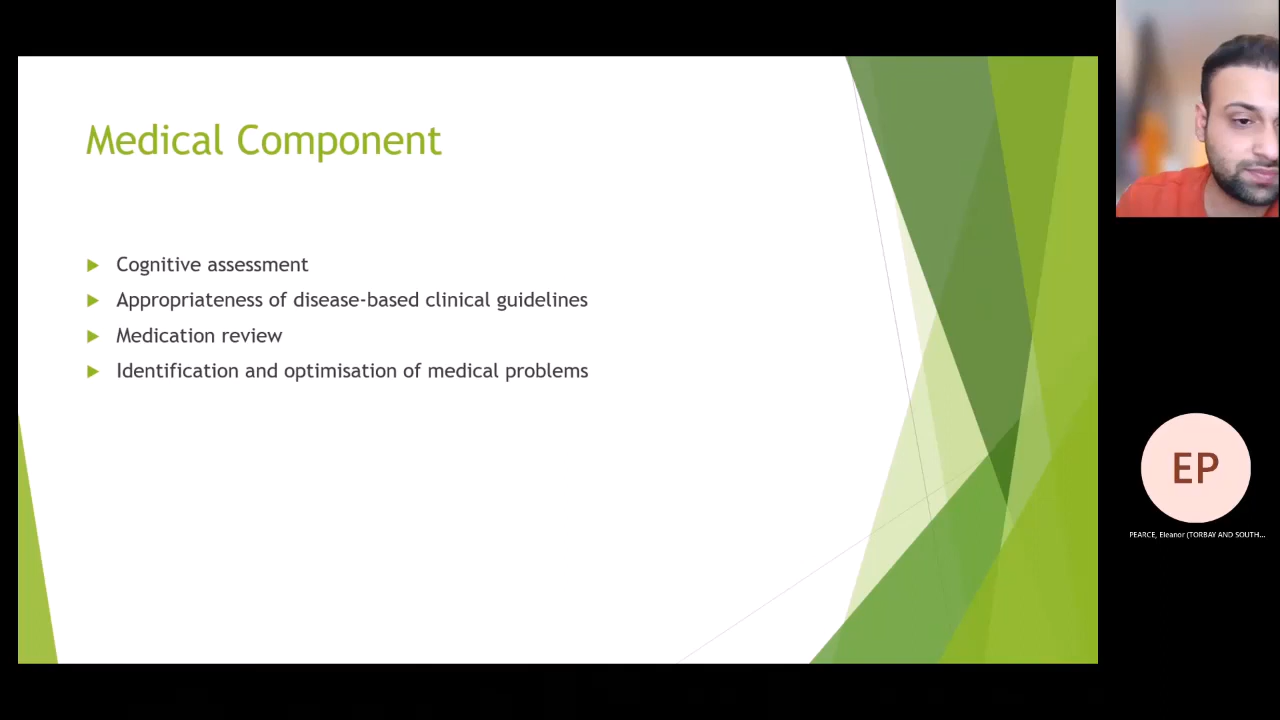 Medical Component
Cognitive assessment
Appropriateness of disease-based clinical guidelines
Medication review
Identification and optimisation of medical problems
EP
PEARCE, Eleanor (TORBAY AND SOUTH...